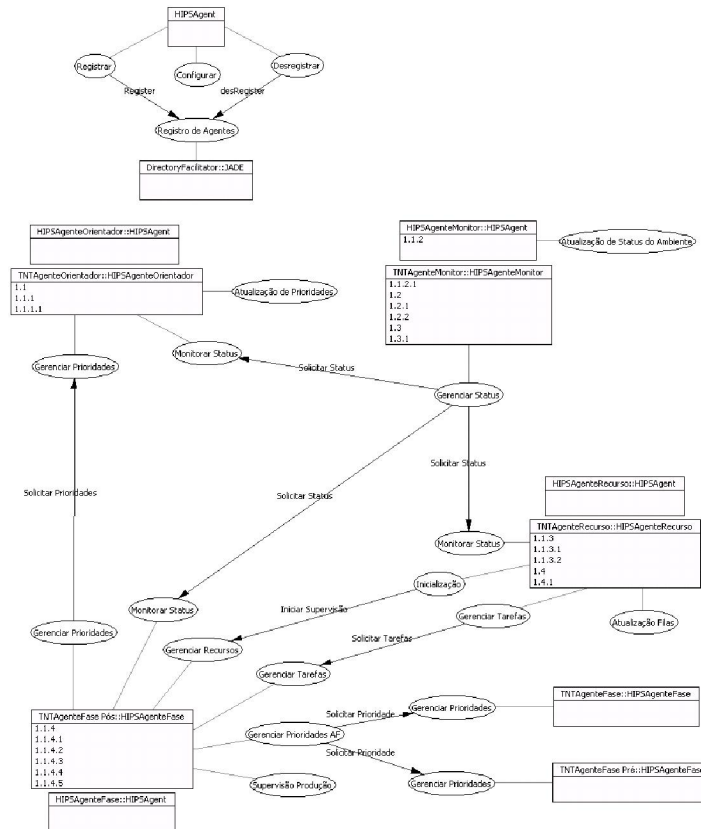 HIPSAgent
Registrar
Configurar
Desregistrar
Register
desRegister
Registro de Agentes
DirectoryFacilitator::JADE
HIPSAgenteOrientador::HIPSAgent
TNTAgenteOrientador::HIPSAgenteOrientador
1.1
1.1.1
1.1.1.1
Atualização de Prioridades
HIPSAgenteMonitor::HIPSAgent
1.1.2
Atualização de Status do Ambiente
TNTAgenteMonitor::HIPSAgenteMonitor
1.1.2.1
1.2
1.2.1
1.2.2
1.3
1.3.1
Monitorar Status
Gerenciar Prioridades
Solicitar Status
Gerenciar Status
Solicitar Status
Solicitar Prioridades
Solicitar Status
HIPSAgenteRecurso::HIPSAgent
TNTAgenteRecurso::HIPSAgenteRecurso
1.1.3
1.1.3.1
1.1.3.2
1.4
1.4.1
Monitorar Status
Inicialização
Monitorar Status
Iniciar Supervisão
Gerenciar Tarefas
Atualização Filas
Gerenciar Prioridades
Gerenciar Recursos
Solicitar Tarefas
Gerenciar Tarefas
TNTAgenteFase Pós::HIPSAgenteFase
1.1.4
1.1.4.1
1.1.4.2
1.1.4.3
1.1.4.4
1.1.4.5
HIPSAgenteFase::HIPSAgent
Gerenciar Prioridades AF
Solicitar Prioridade
Gerenciar Prioridades
TNTAgenteFase::HIPSAgenteFase
Solicitar Prioridade
Gerenciar Prioridades
TNTAgenteFase Pré::HIPSAgenteFase
Supervisão Produção